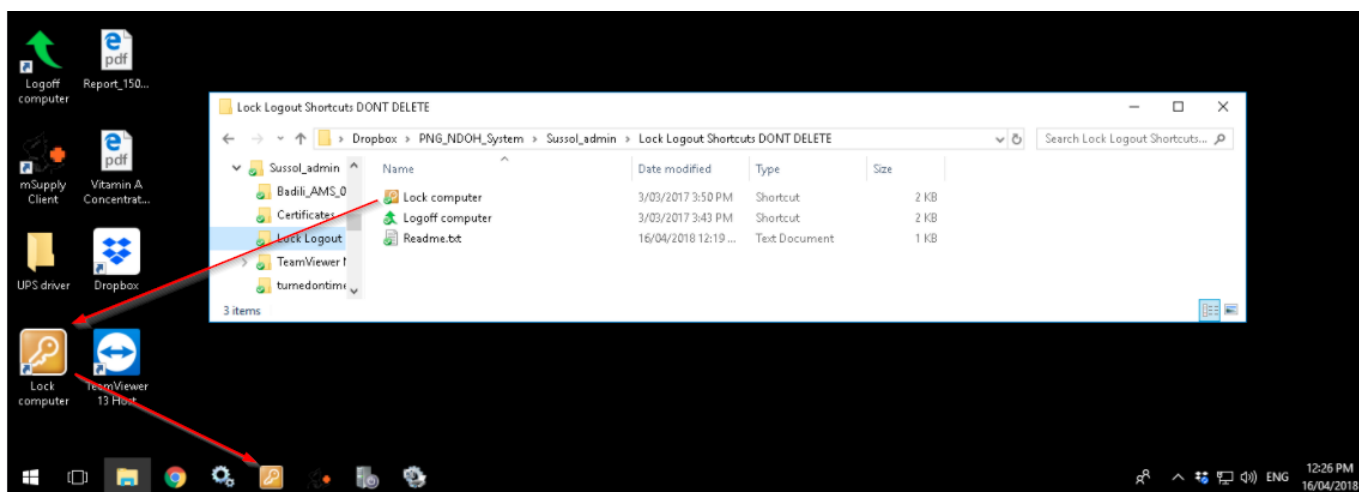 pdf
Logoff
computer
Report_150...
pdf
mSupply
Client
Vitamin A
Concentrat...
UPS driver
Dropbox
Lock
computer
TeamViewer
13 Host
Lock Logout Shortcuts DONT DELETE
Dropbox > PNG_NDOH_System > Sussol_admin > Lock Logout Shortcuts DONT DELETE
Search Lock Logout Shortcuts...
Sussol_admin
Badili_AMS_0
Certificates
Lock Logout
TeamViewer
turnedontime
Name Date modified Type Size
Lock computer 3/03/2017 3:50 PM Shortcut 2 KB
Logoff computer 3/03/2017 3:43 PM Shortcut 2 KB
Readme.txt 16/04/2018 12:19 ... Text Document 1 KB
3 items
ENG
12:26 PM
16/04/2018